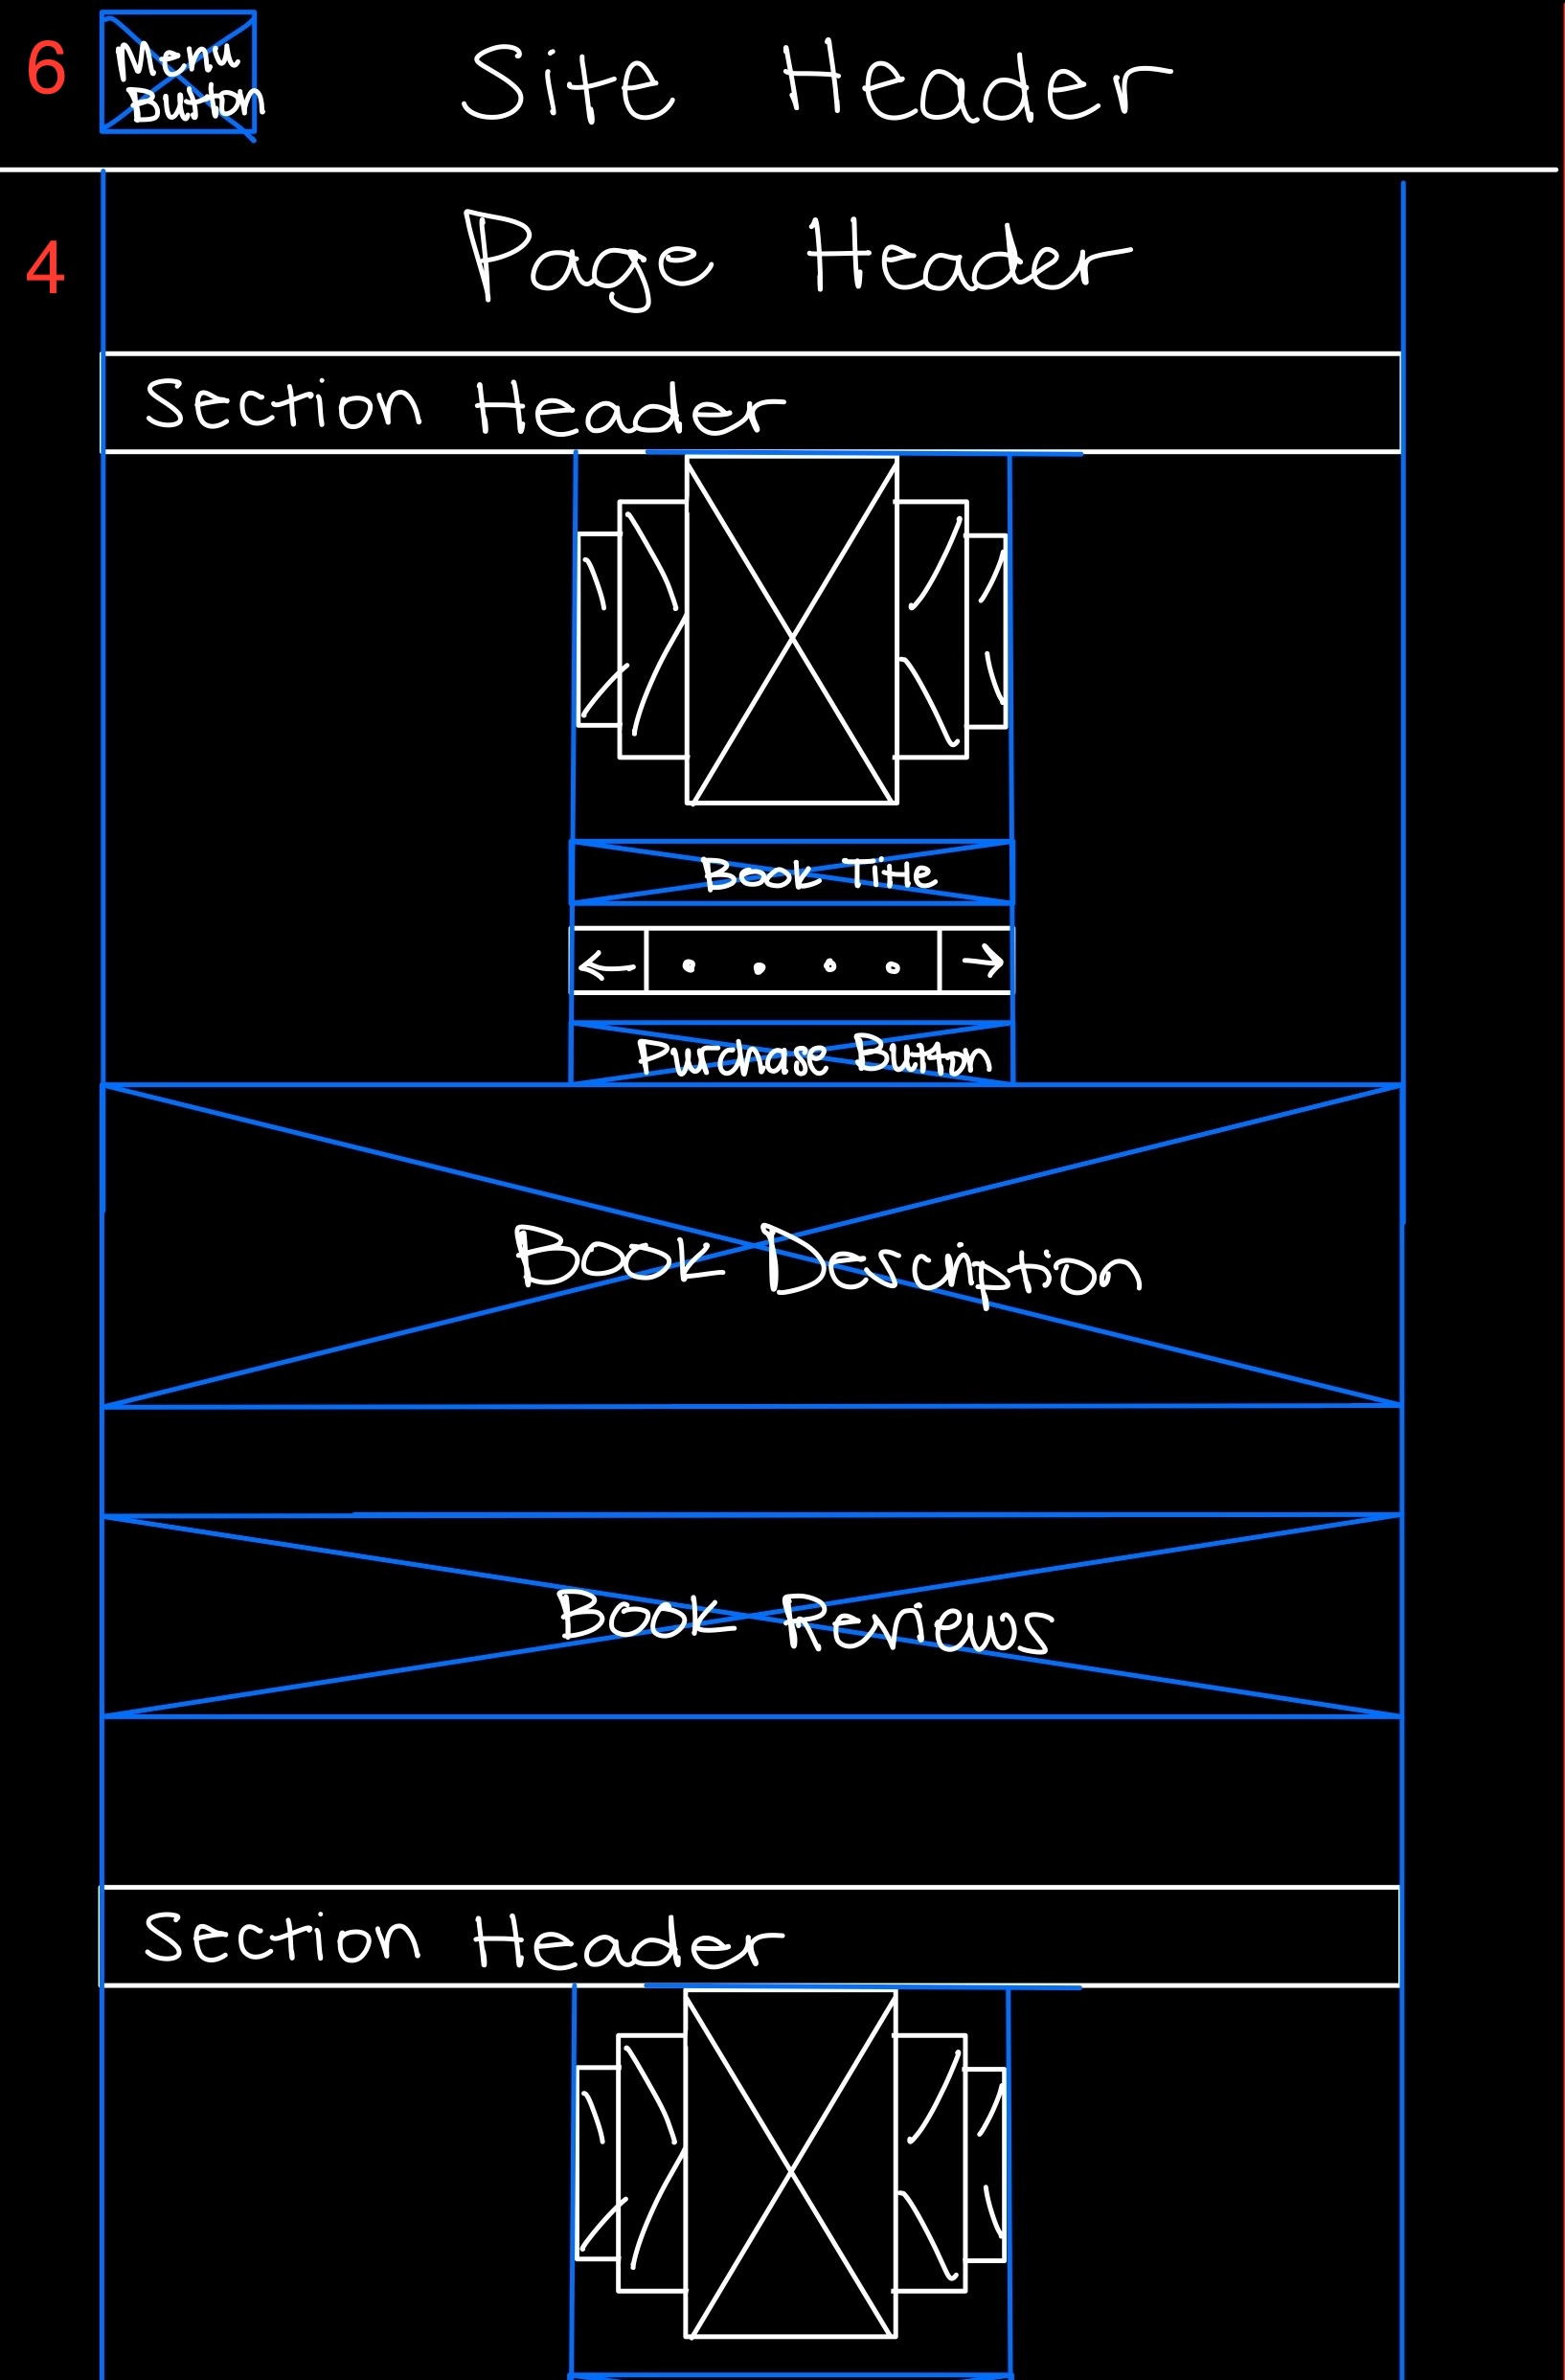 6
Menu
Button
Site Header
4
Page Header
Section Header
Book Title
Purchase Button
Book Description
Book Reviews
Section Header